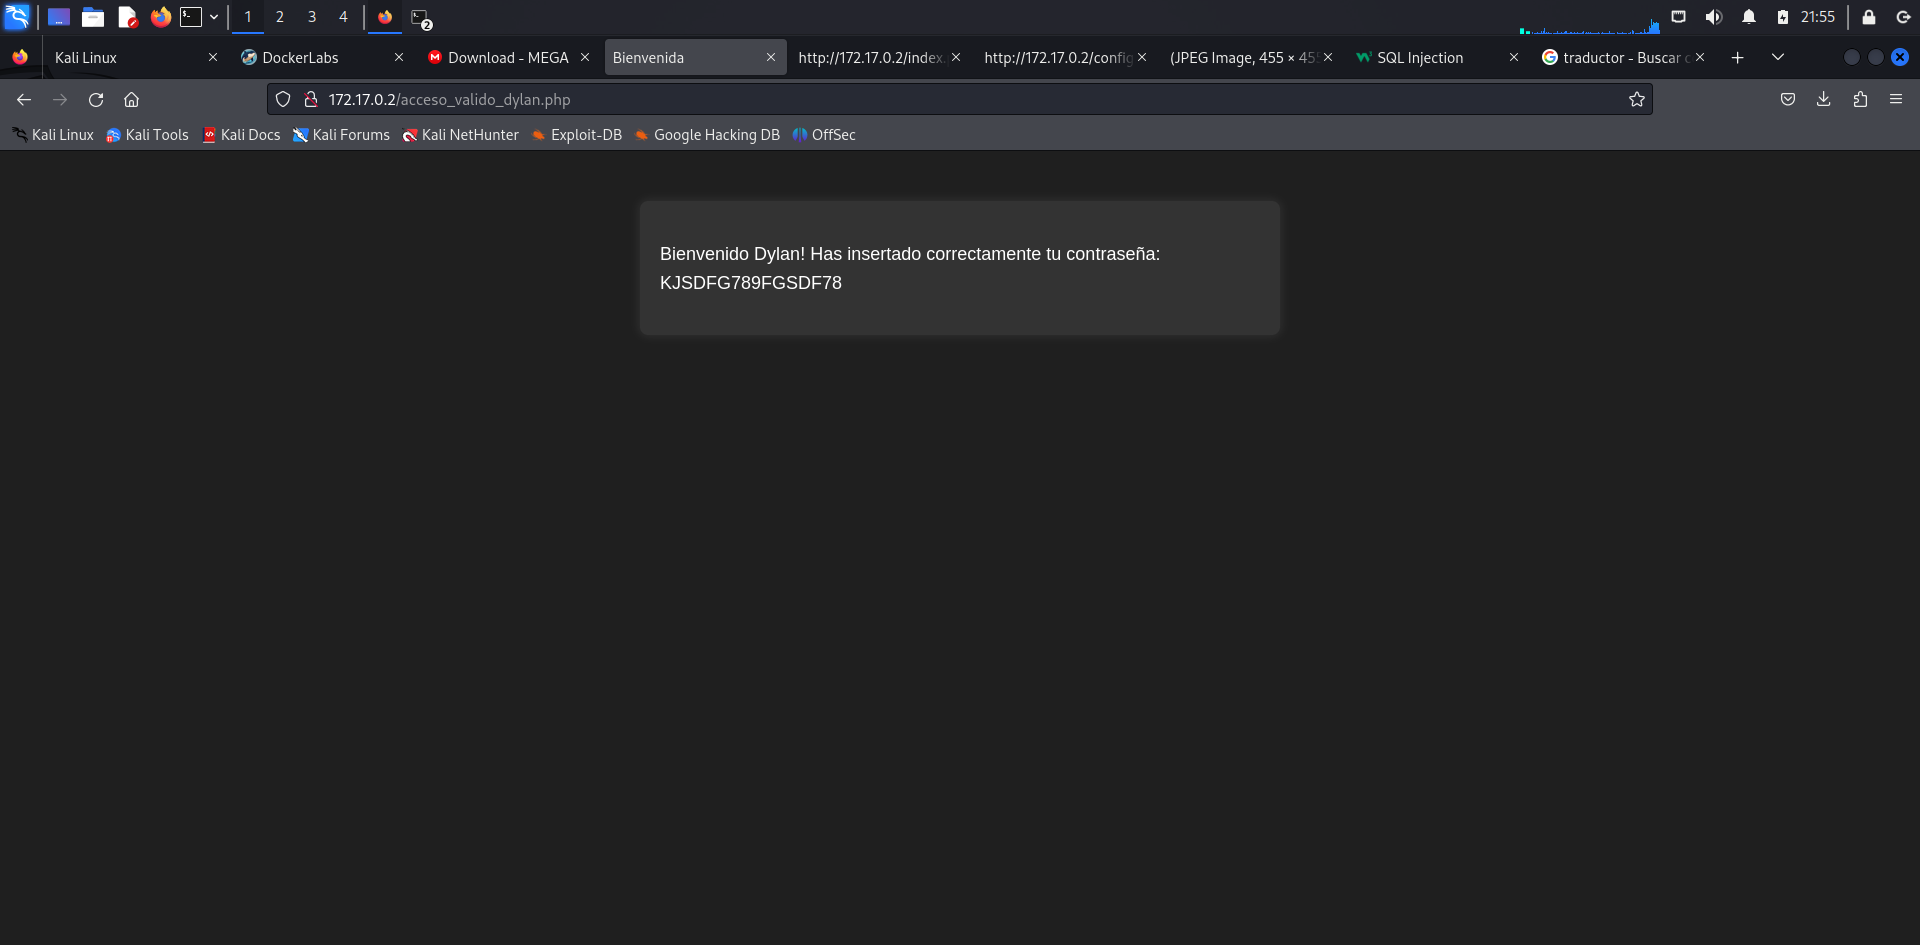 1 2 3 4 2 21:55
Kali Linux DockerLabs Download - MEGA Bienvenida http://172.17.0.2/index. http://172.17.0.2/config (JPEG Image, 455 × 455 SQL Injection traductor - Buscar c
172.17.0.2/acceso_valido_dylan.php
Kali Linux Kali Tools Kali Docs Kali Forums Kali NetHunter Exploit-DB Google Hacking DB OffSec
Bienvenido Dylan! Has insertado correctamente tu contraseña:
KJSDFG789FGSDF78